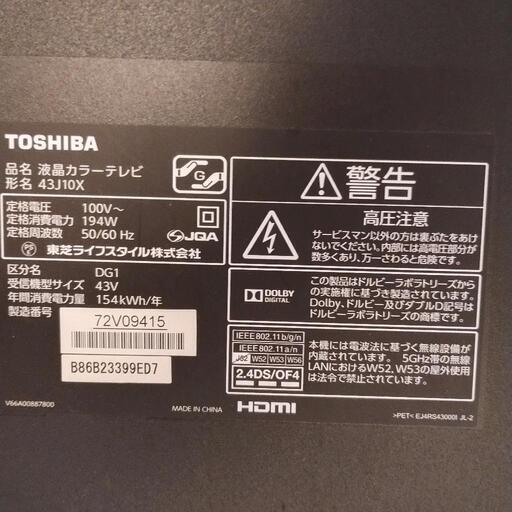 TOSHIBA
品名 液晶カラーテレビ
形名 43J10X
G
定格電圧 100V～
定格消費電力 194W
定格周波数 50/60 Hz
JQA
PS E 東芝ライフスタイル株式会社
区分名 DG1
受信機型サイズ 43V
年間消費電力量 154kWh/年
製造番号
72V09415
B86B23399ED7
V66A00887800
MADE IN CHINA
HDMI
警告
高圧注意
サービスマン以外の方は裏ぶたをあけ
ないでください。内部には高電圧部分が
数多くあり、万一さわると危険です。
DOLBY
DIGITAL
この製品はドルビーラボラトリーズから
の実施権に基づき製造されています。
Dolby、ドルビー及びダブルD記号は
ドルビーラボラトリーズの商標です。
IEEE802.11b/g/n
IEEE802.11a/n
J52 W52 W53 W56
2.4DS/OF4
本機には電波法に基づく無線設備が
内蔵されています。 5GHz帯の無線
LANにおけるW52、W53の屋外使用
は法令で禁止されています。
>PET< EJ4RS43000I JL-2